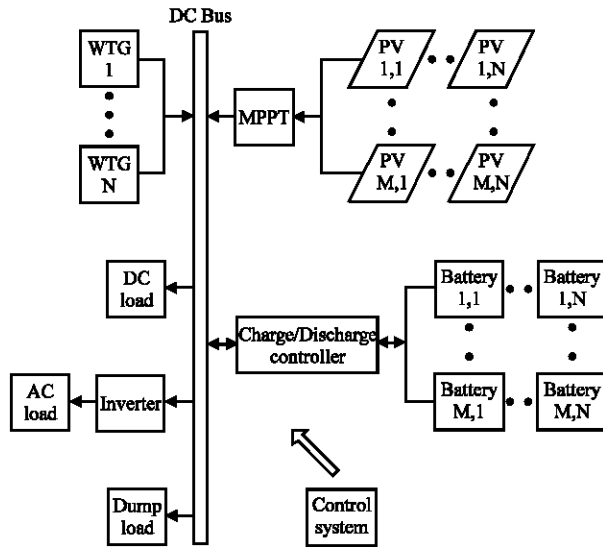 DC Bus
WTG
1
WTG
N
MPPT
PV
1,1
PV
1,N
PV
M,1
PV
M,N
DC
load
Charge/Discharge
controller
Battery
1,1
Battery
1,N
Battery
M,1
Battery
M,N
AC
load
Inverter
Dump
load
Control
system